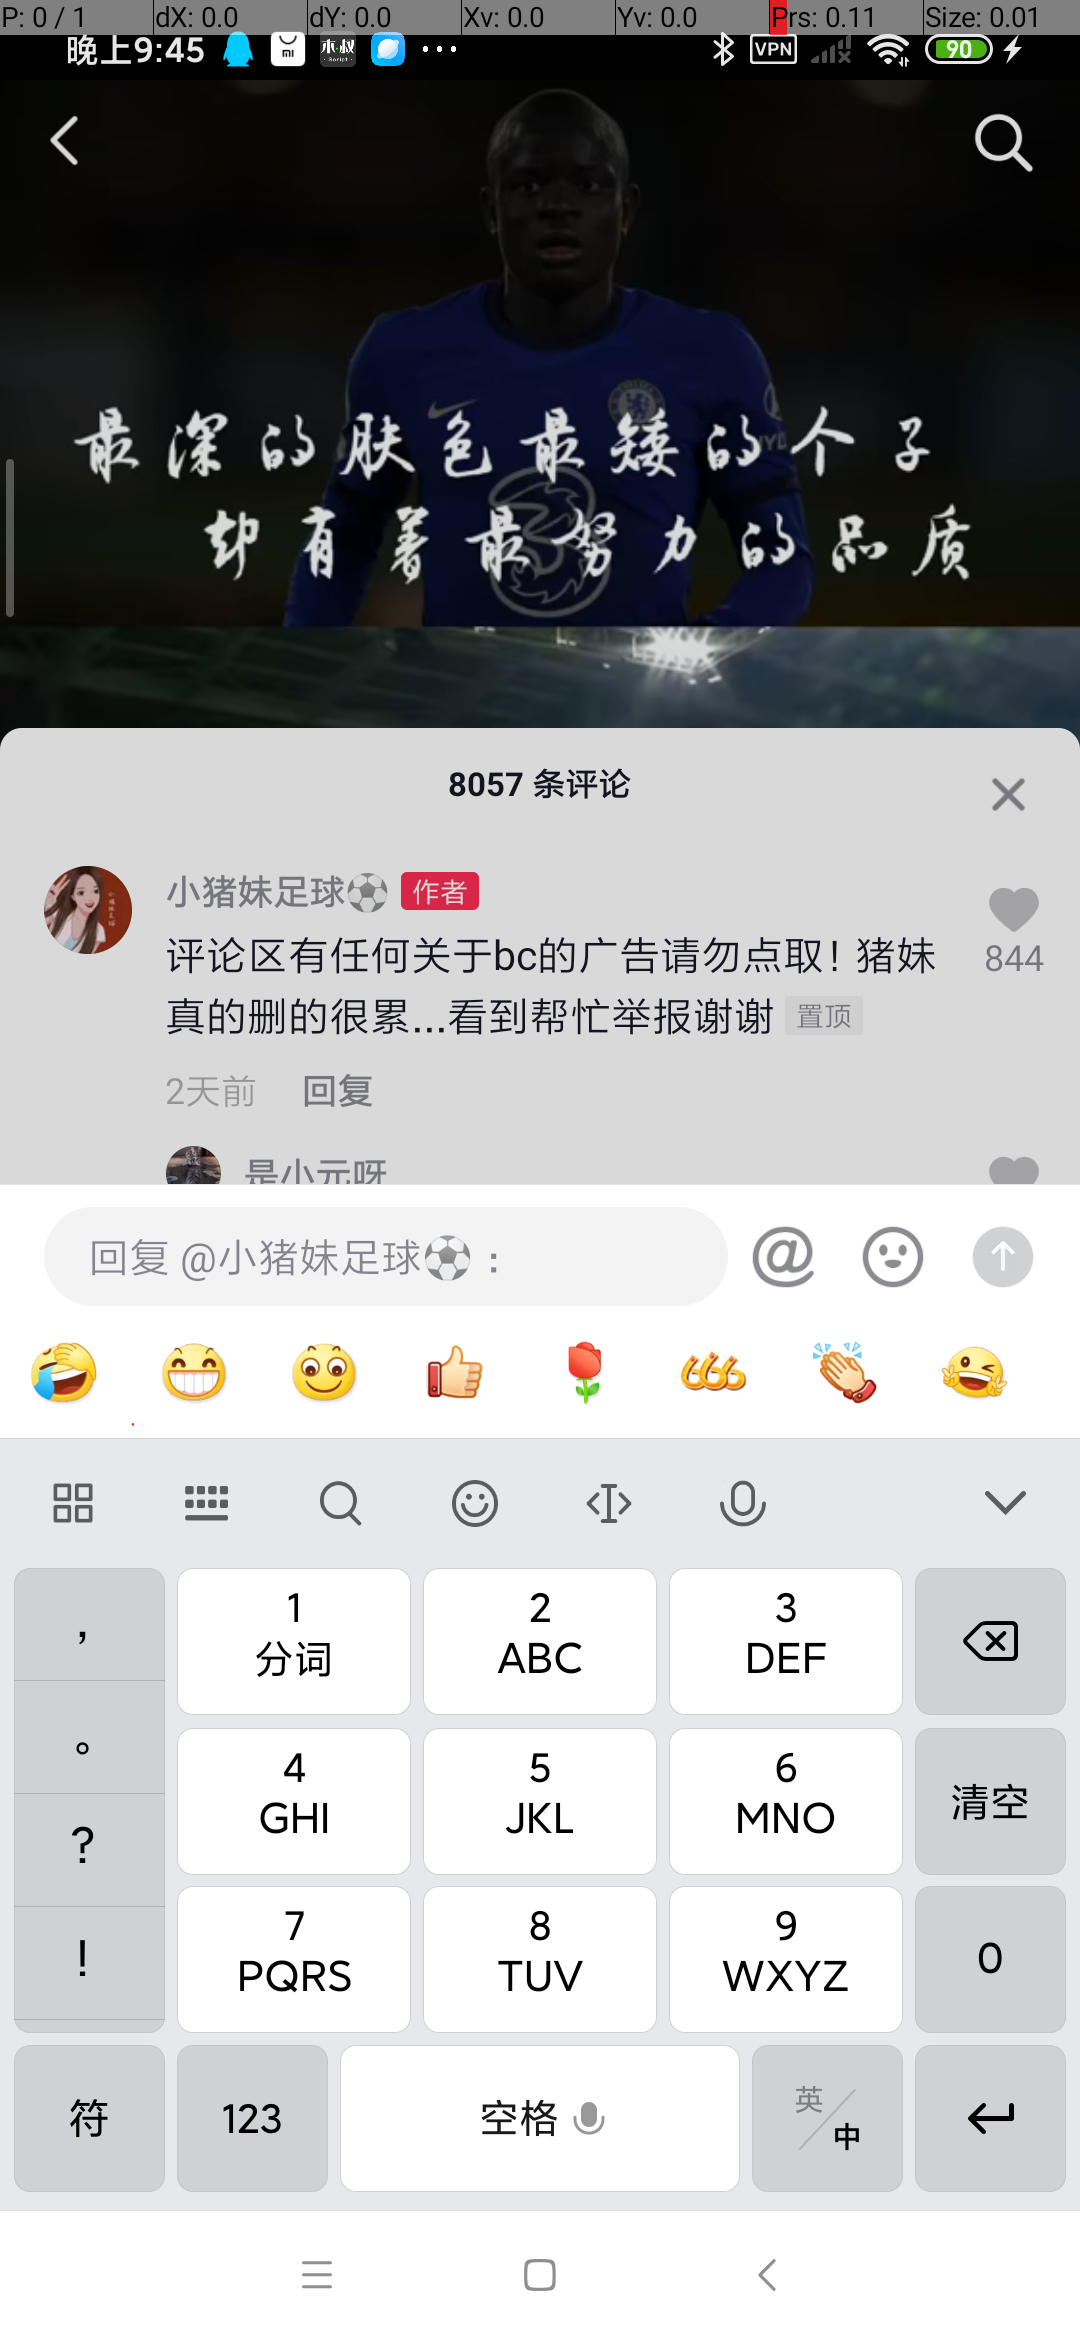 P: 0 / 1 dX: 0.0 dY: 0.0 Xv: 0.0 Yv: 0.0 Prs: 0.11 Size: 0.01
晚上9:45 mi 木叔 Script VPN 90
最深的肤色最矮的个子
却有着最努力的品质
8057 条评论
小猪妹足球⚽ 作者
评论区有任何关于bc的广告请勿点取！猪妹
真的删的很累...看到帮忙举报谢谢 置顶
844
2天前 回复
是小元呀
回复 @小猪妹足球⚽ ：
666
， 1 2 3
分词 ABC DEF
。 4 5 6
GHI JKL MNO 清空
？
！ 7 8 9 0
PQRS TUV WXYZ
符 123 空格 英/中